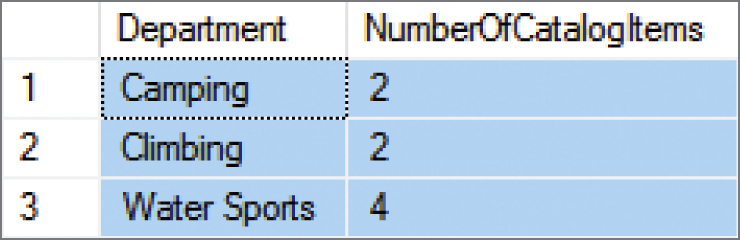 Department NumberOfCatalogItems
1 Camping 2
2 Climbing 2
3 Water Sports 4